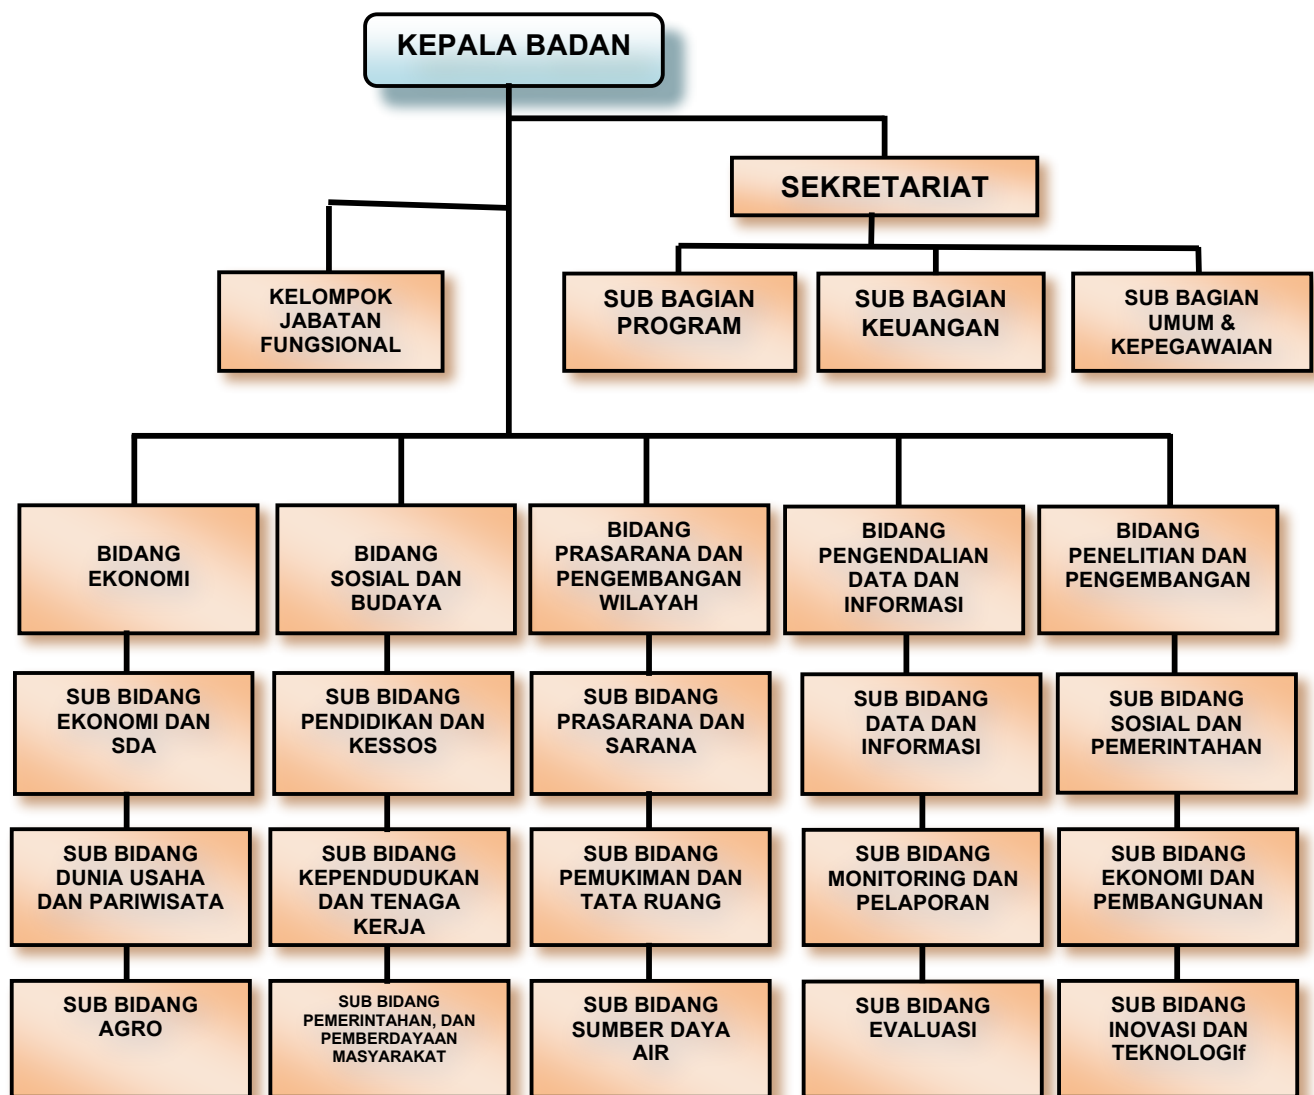 KEPALA BADAN
SEKRETARIAT
KELOMPOK
JABATAN
FUNGSIONAL
SUB BAGIAN
PROGRAM
SUB BAGIAN
KEUANGAN
SUB BAGIAN
UMUM &
KEPEGAWAIAN
BIDANG
EKONOMI
BIDANG
SOSIAL DAN
BUDAYA
BIDANG
PRASARANA DAN
PENGEMBANGAN
WILAYAH
BIDANG
PENGENDALIAN
DATA DAN
INFORMASI
BIDANG
PENELITIAN DAN
PENGEMBANGAN
SUB BIDANG
EKONOMI DAN
SDA
SUB BIDANG
PENDIDIKAN DAN
KESSOS
SUB BIDANG
PRASARANA DAN
SARANA
SUB BIDANG
DATA DAN
INFORMASI
SUB BIDANG
SOSIAL DAN
PEMERINTAHAN
SUB BIDANG
DUNIA USAHA
DAN PARIWISATA
SUB BIDANG
KEPENDUDUKAN
DAN TENAGA
KERJA
SUB BIDANG
PEMUKIMAN DAN
TATA RUANG
SUB BIDANG
MONITORING DAN
PELAPORAN
SUB BIDANG
EKONOMI DAN
PEMBANGUNAN
SUB BIDANG
AGRO
SUB BIDANG
PEMERINTAHAN, DAN
PEMBERDAYAAN
MASYARAKAT
SUB BIDANG
SUMBER DAYA
AIR
SUB BIDANG
EVALUASI
SUB BIDANG
INOVASI DAN
TEKNOLOGIf